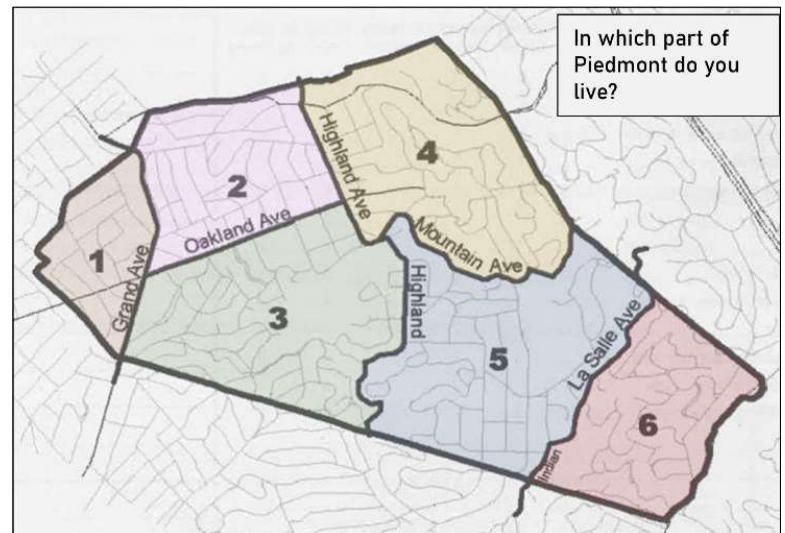 In which part of
Piedmont do you
live?
4
Highland Ave
2
Oakland Ave
Mountain Ave
1
Grand Ave
Highland
3
La Salle Ave
5
6
Indian